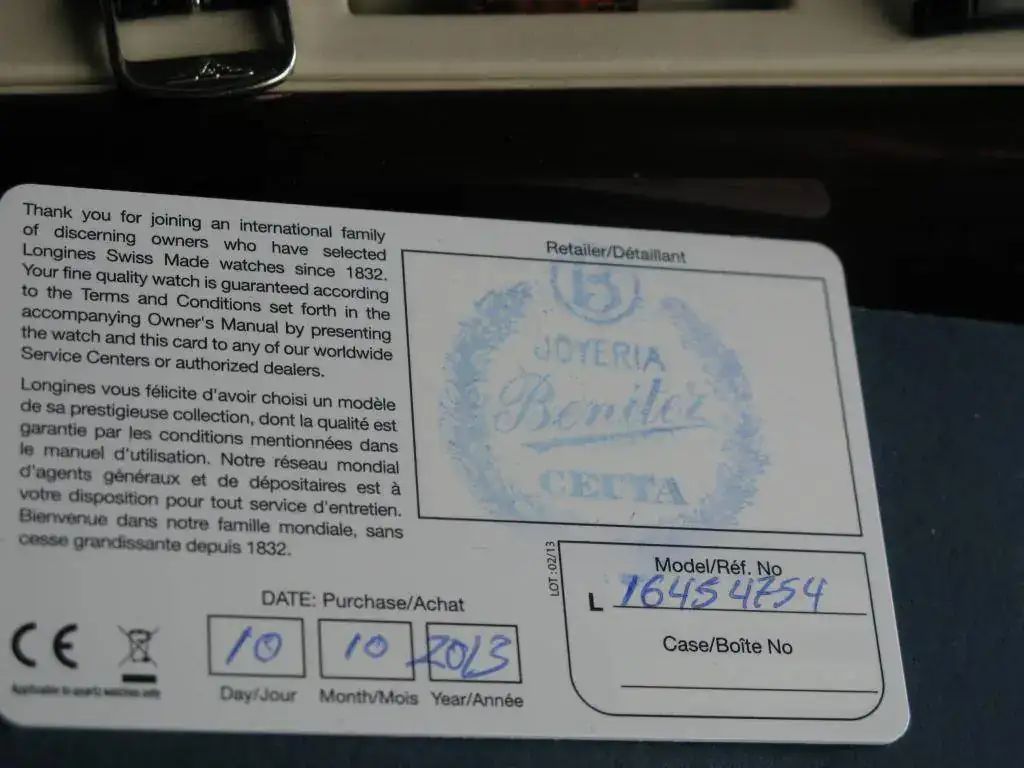 Thank you for joining an international family
of discerning owners who have selected
Longines Swiss Made watches since 1832.
Your fine quality watch is guaranteed according
to the Terms and Conditions set forth in the
accompanying Owner's Manual by presenting
the watch and this card to any of our worldwide
Service Centers or authorized dealers.
Longines vous félicite d'avoir choisi un modèle
de sa prestigieuse collection, dont la qualité est
garantie par les conditions mentionnées dans
le manuel d'utilisation. Notre réseau mondial
d'agents généraux et de dépositaires est à
votre disposition pour tout service d'entretien.
Bienvenue dans notre famille mondiale, sans
cesse grandissante depuis 1832.
Retailer/Détaillant
B
JOYERIA
Benitez
CEUTA
LOT:02/13
Model/Réf. No
L 16454754
Case/Boîte No
DATE: Purchase/Achat
10 10 2013
Day/Jour Month/Mois Year/Année
CE
Applicable to quartz watches only